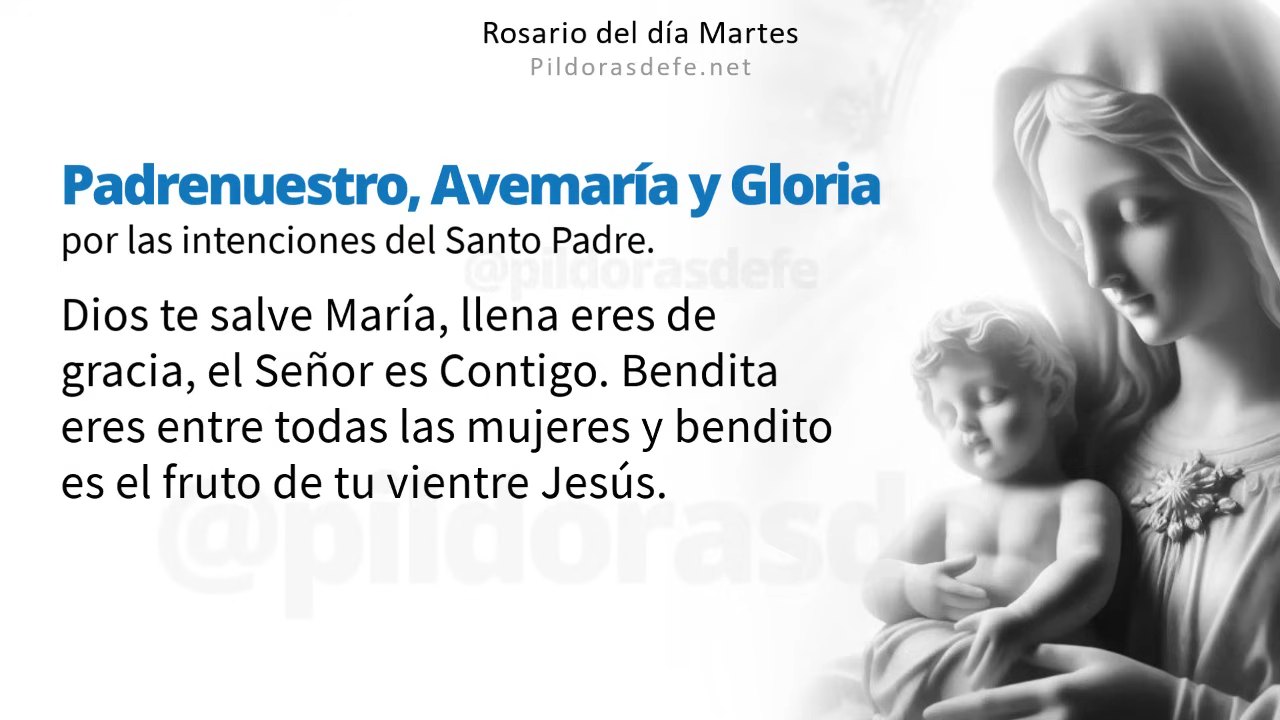 Rosario del día Martes
Pildorasdefe.net
Padrenuestro, Avemaría y Gloria
por las intenciones del Santo Padre.
@pildorasdefe
Dios te salve María, llena eres de
gracia, el Señor es Contigo. Bendita
eres entre todas las mujeres y bendito
es el fruto de tu vientre Jesús.
@pildorasde